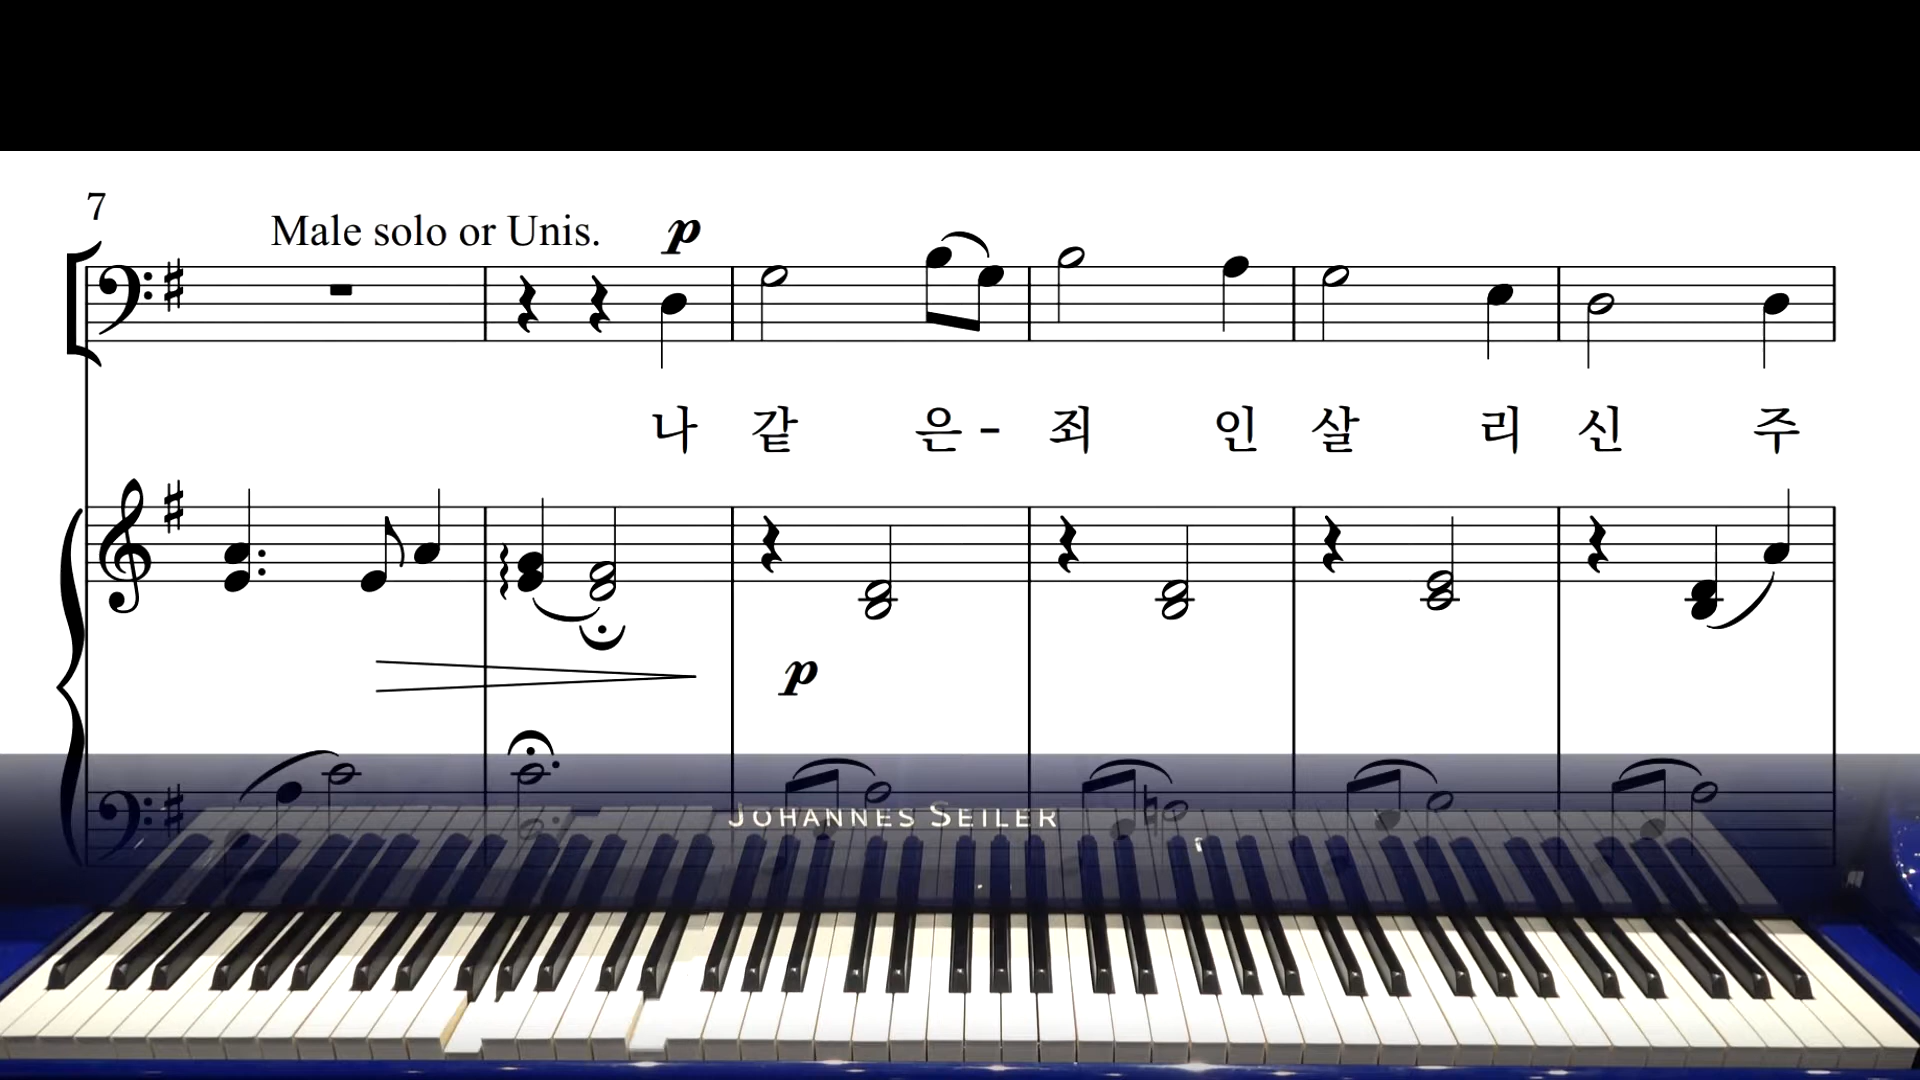 7
Male solo or Unis.
p
나 같 은- 죄 인 살 리 신 주
p
JOHANNES SEILER